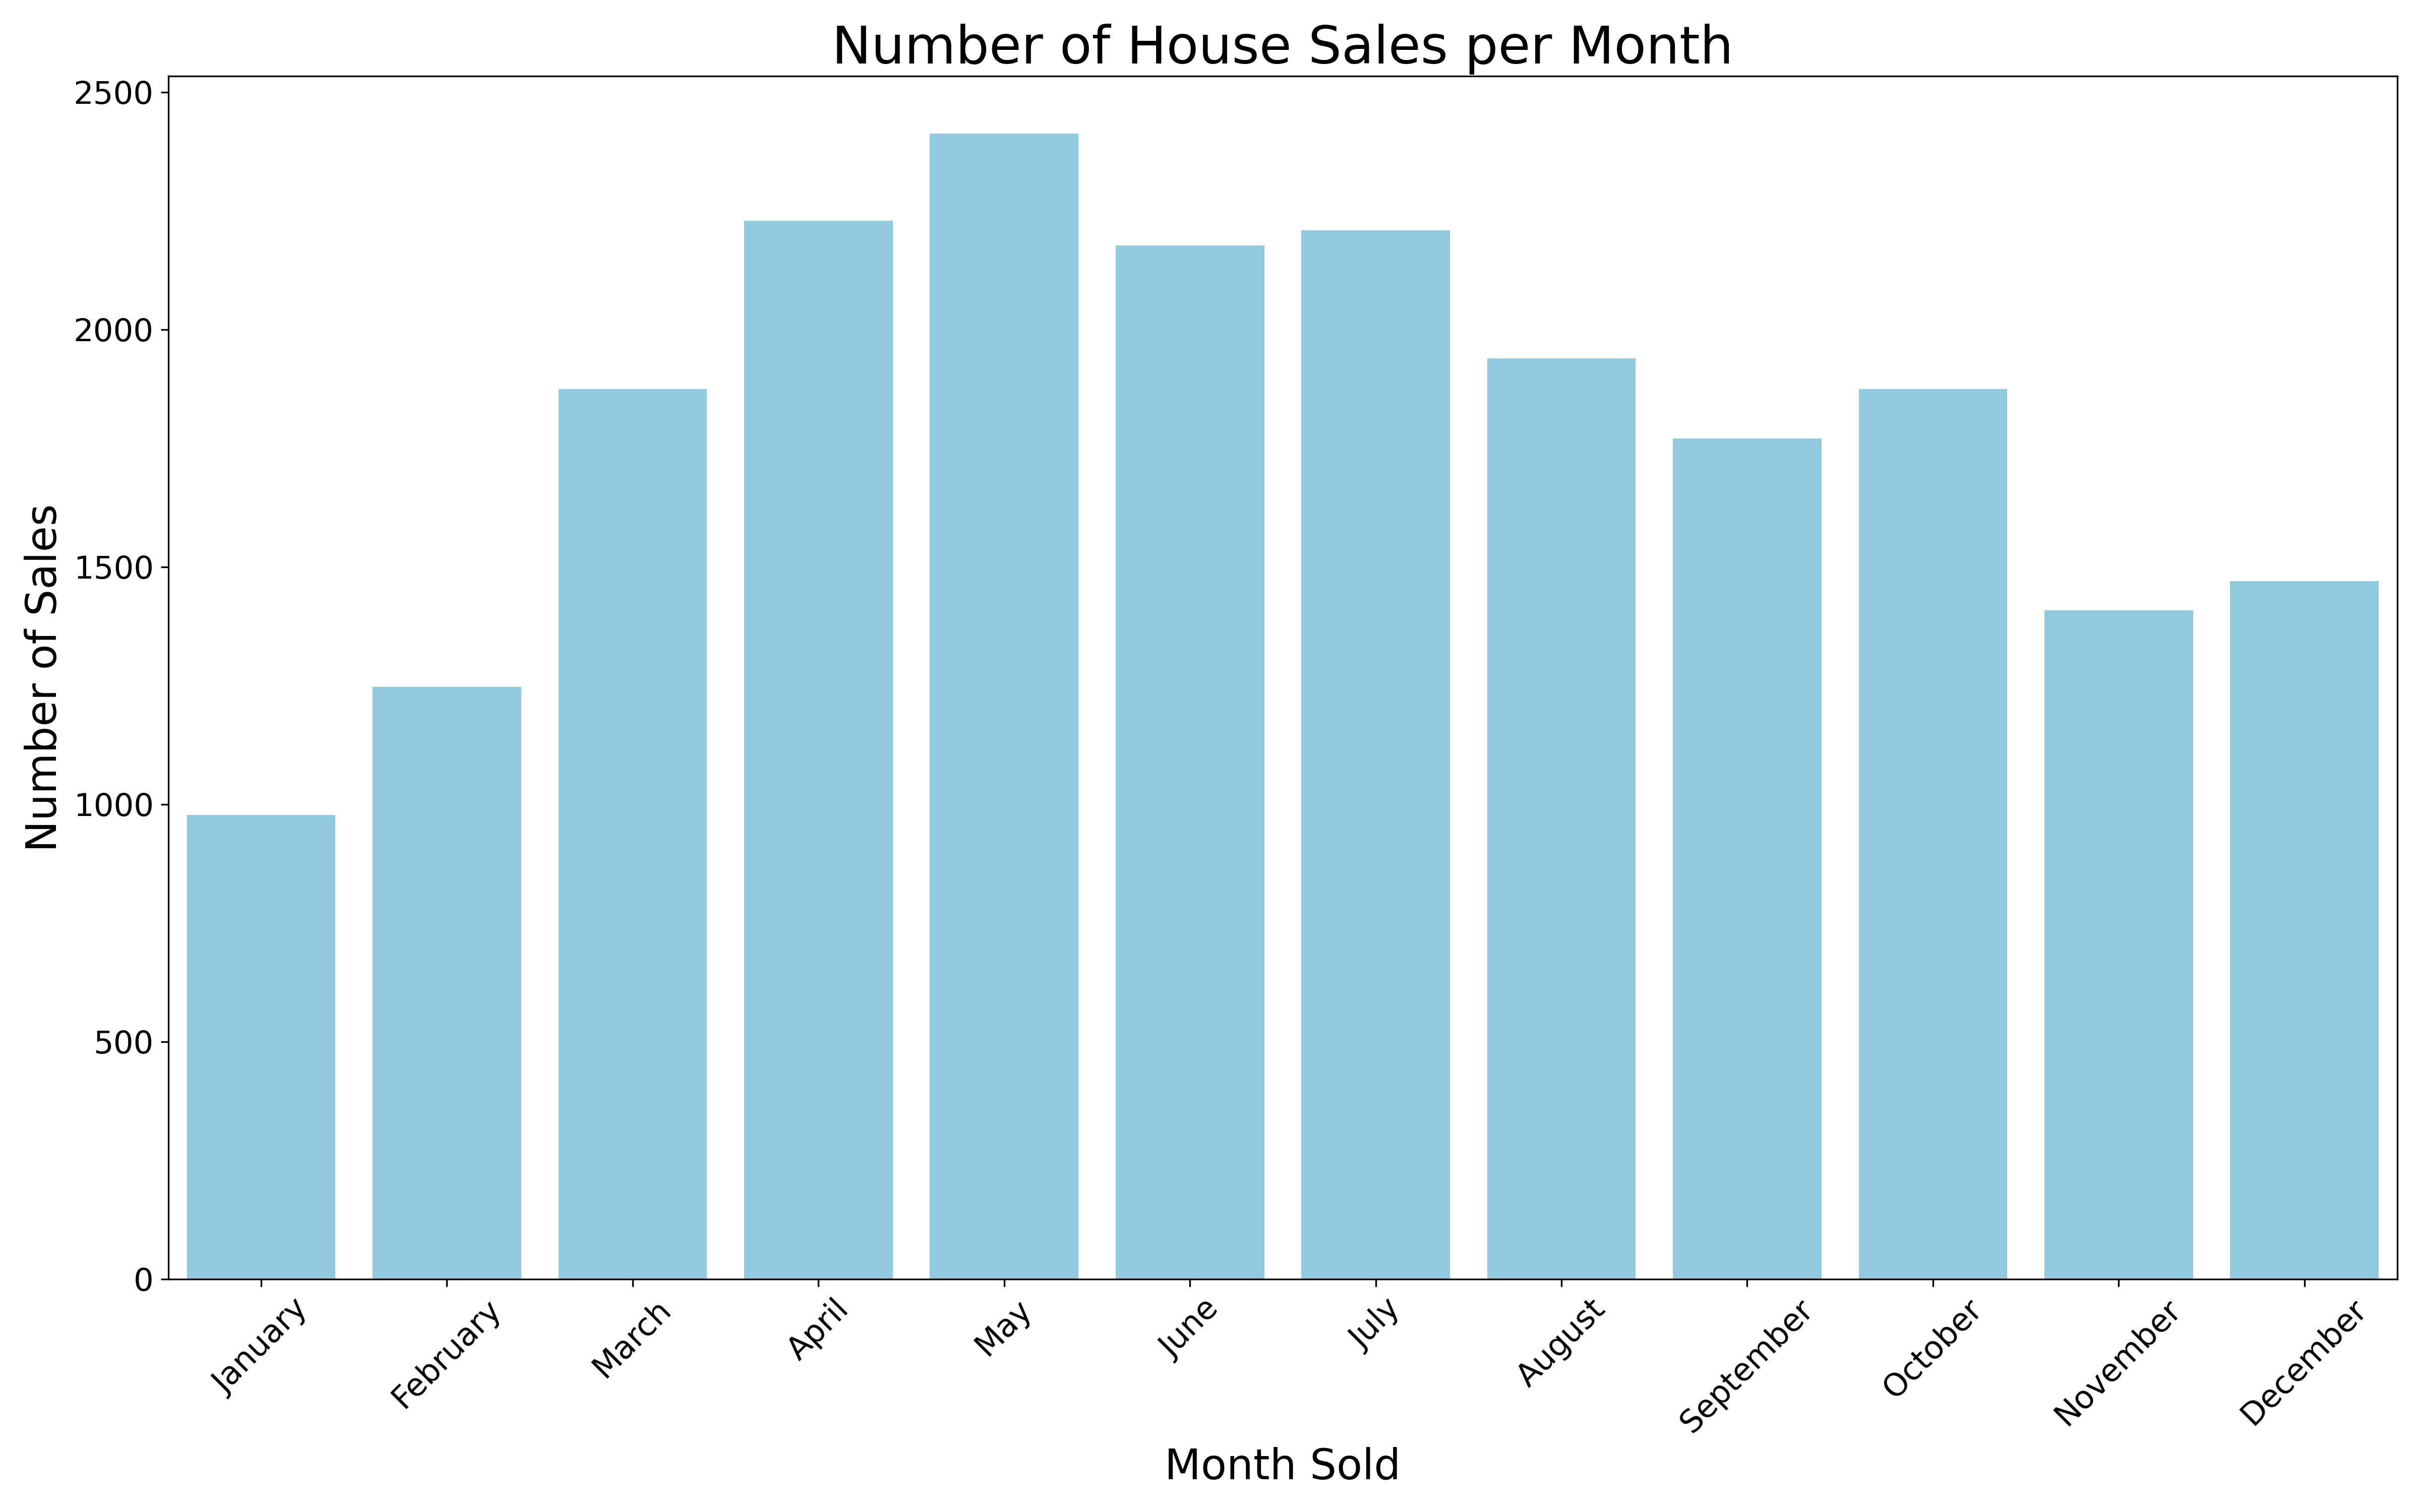 Number of House Sales per Month
Number of Sales
2500
2000
1500
1000
500
0
January
February
March
April
May
June
July
August
September
October
November
December
Month Sold